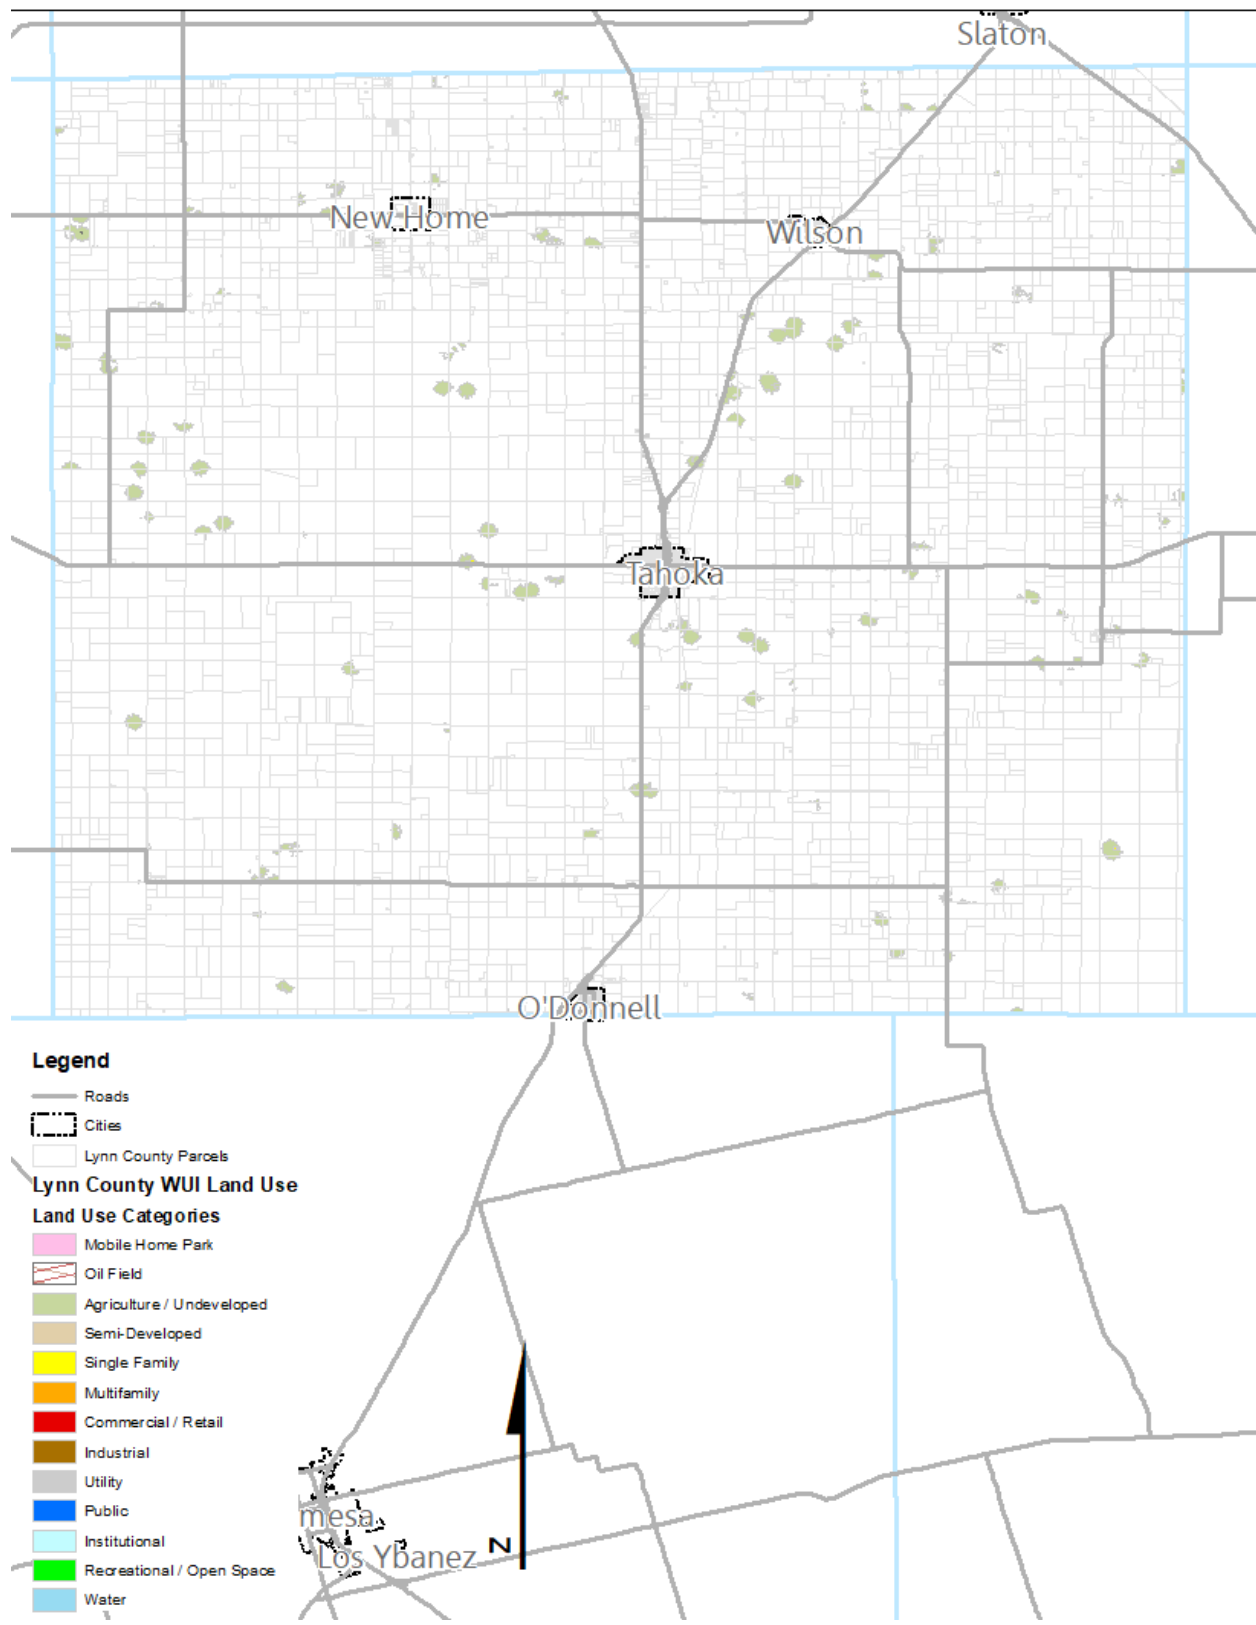 Slaton
New Home
Wilson
Tahoka
O'Donnell
Legend
Roads
Cities
Lynn County Parcels
Lynn County WUI Land Use
Land Use Categories
Mobile Home Park
Oil Field
Agriculture / Undeveloped
Semi-Developed
Single Family
Multifamily
Commercial / Retail
Industrial
Utility
Public
Institutional
Recreational / Open Space
Water
mesa
Los Ybanez
N